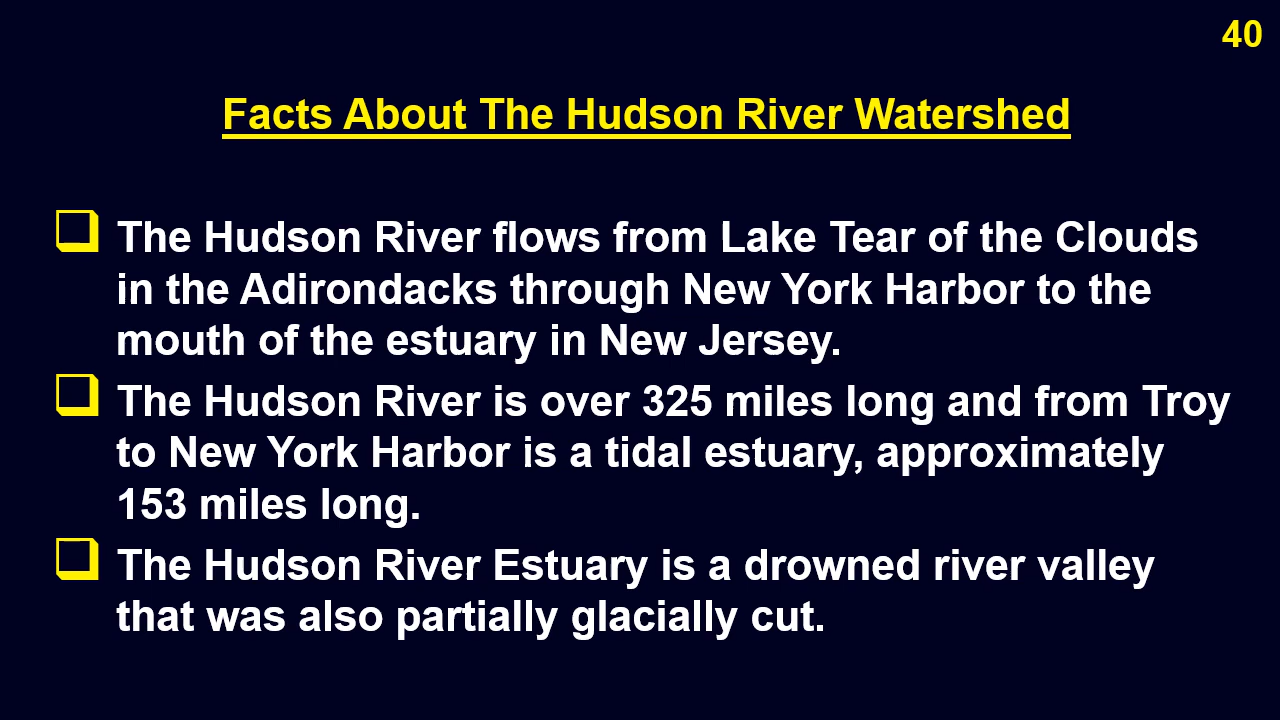 40
Facts About The Hudson River Watershed
The Hudson River flows from Lake Tear of the Clouds
in the Adirondacks through New York Harbor to the
mouth of the estuary in New Jersey.
The Hudson River is over 325 miles long and from Troy
to New York Harbor is a tidal estuary, approximately
153 miles long.
The Hudson River Estuary is a drowned river valley
that was also partially glacially cut.